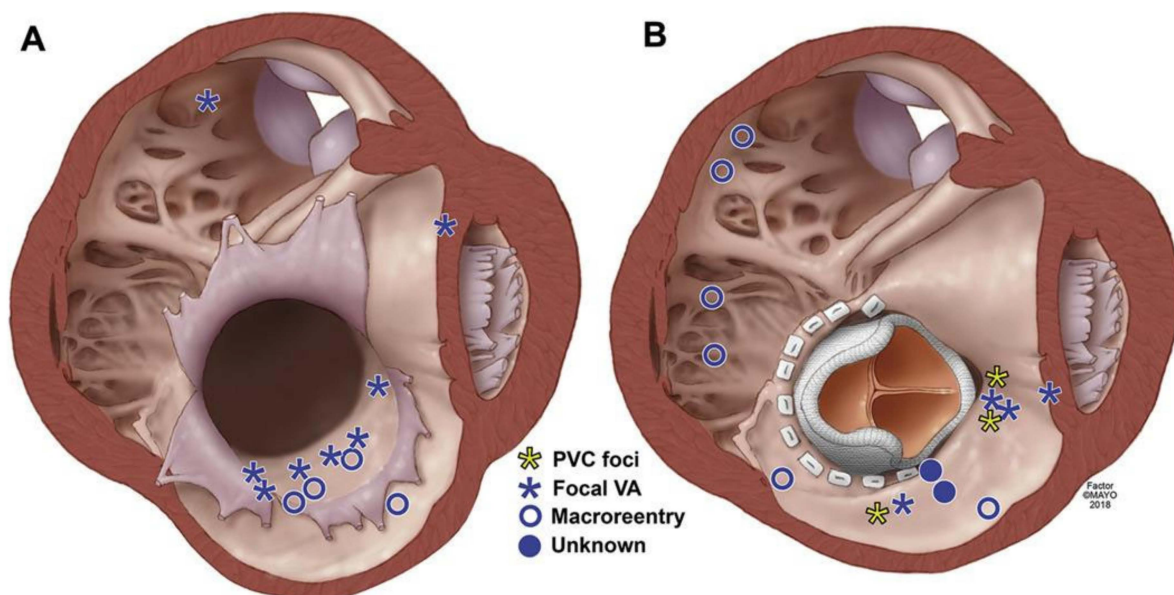 A
B
PVC foci
Focal VA
Macroreentry
Unknown
Factor
©MAYO
2018